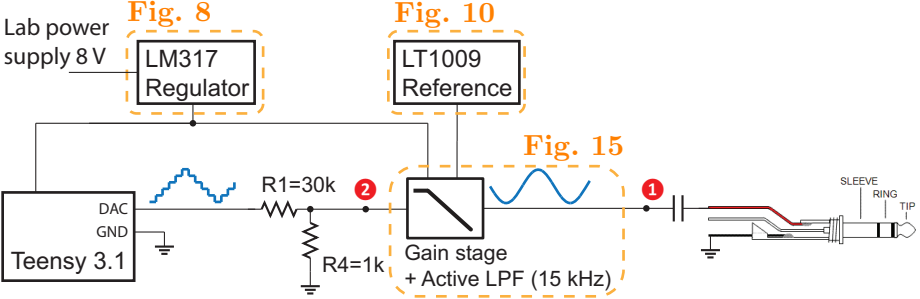 Fig. 8
Fig. 10
Lab power
supply 8 V
LM317
Regulator
LT1009
Reference
Fig. 15
SLEEVE
RING
TIP
R1=30k
2
1
DAC
GND
Teensy 3.1
R4=1k
Gain stage
+ Active LPF (15 kHz)